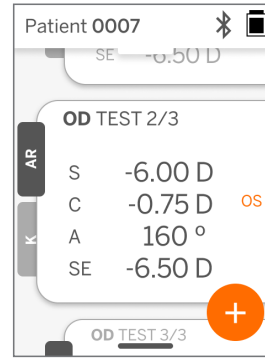 Patient 0007
SE -6.50 D
OD TEST 2/3
AR
S -6.00 D
C -0.75 D OS
A 160 º
K
SE -6.50 D
+
OD TEST 3/3